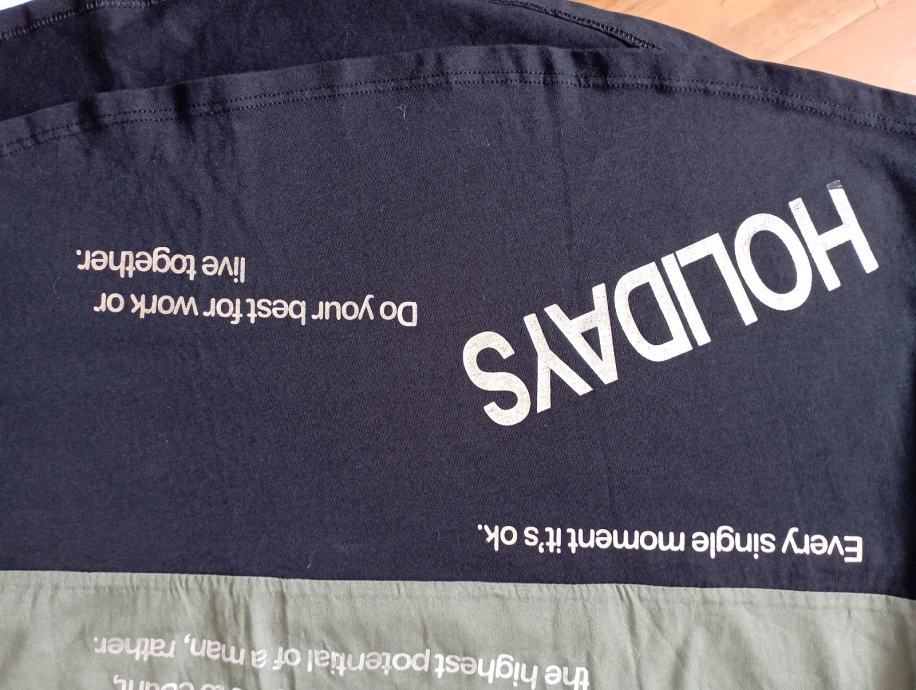 count,
the highest potential of a man, rather.
Every single moment it's ok.
HOLIDAYS
Do your best for work or
live together.